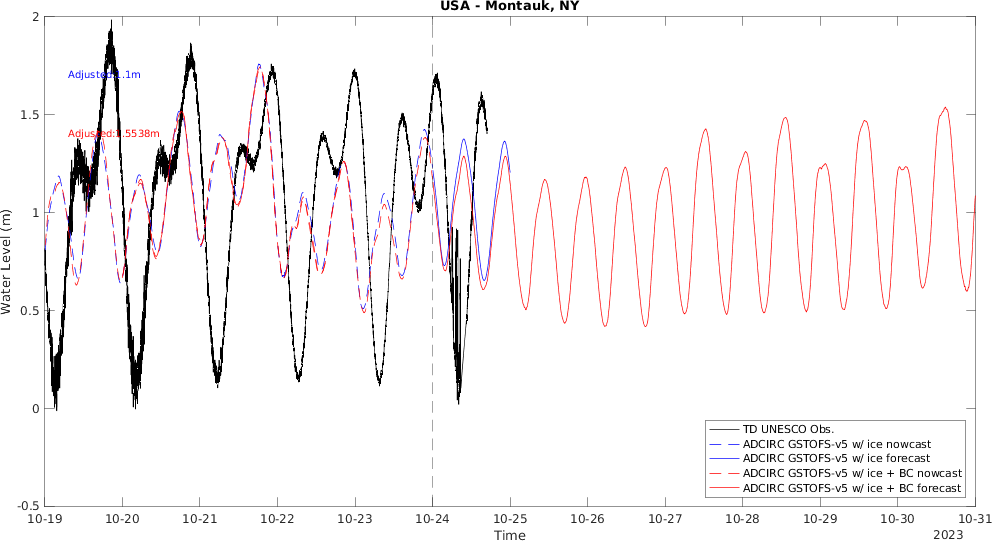 USA - Montauk, NY
2
1.5
1
0.5
0
-0.5
Water Level (m)
Adjusted:1.1m
Adjusted:1.5538m
TD UNESCO Obs.
ADCIRC GSTOFS-v5 w/ ice nowcast
ADCIRC GSTOFS-v5 w/ ice forecast
ADCIRC GSTOFS-v5 w/ ice + BC nowcast
ADCIRC GSTOFS-v5 w/ ice + BC forecast
10-19 10-20 10-21 10-22 10-23 10-24 10-25 10-26 10-27 10-28 10-29 10-30 10-31
Time
2023